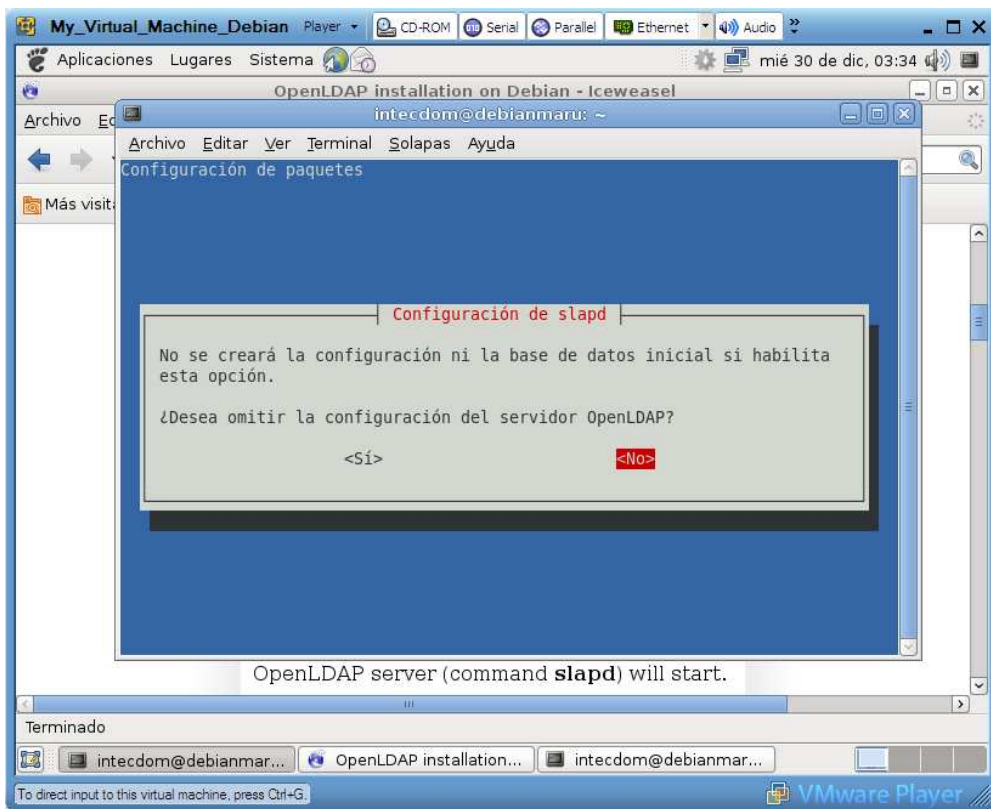 My_Virtual_Machine_Debian Player CD-ROM Serial Parallel Ethernet Audio
Aplicaciones Lugares Sistema mié 30 de dic, 03:34
OpenLDAP installation on Debian - Iceweasel
Archivo
intecdom@debianmaru: ~
Archivo Editar Ver Terminal Solapas Ayuda
Más visit
Configuración de paquetes
Configuración de slapd
No se creará la configuración ni la base de datos inicial si habilita
esta opción.
¿Desea omitir la configuración del servidor OpenLDAP?
<Sí> <No>
OpenLDAP server (command slapd) will start.
Terminado
intecdom@debianmar... OpenLDAP installation... intecdom@debianmar...
To direct input to this virtual machine, press Ctrl+G. VMware Player